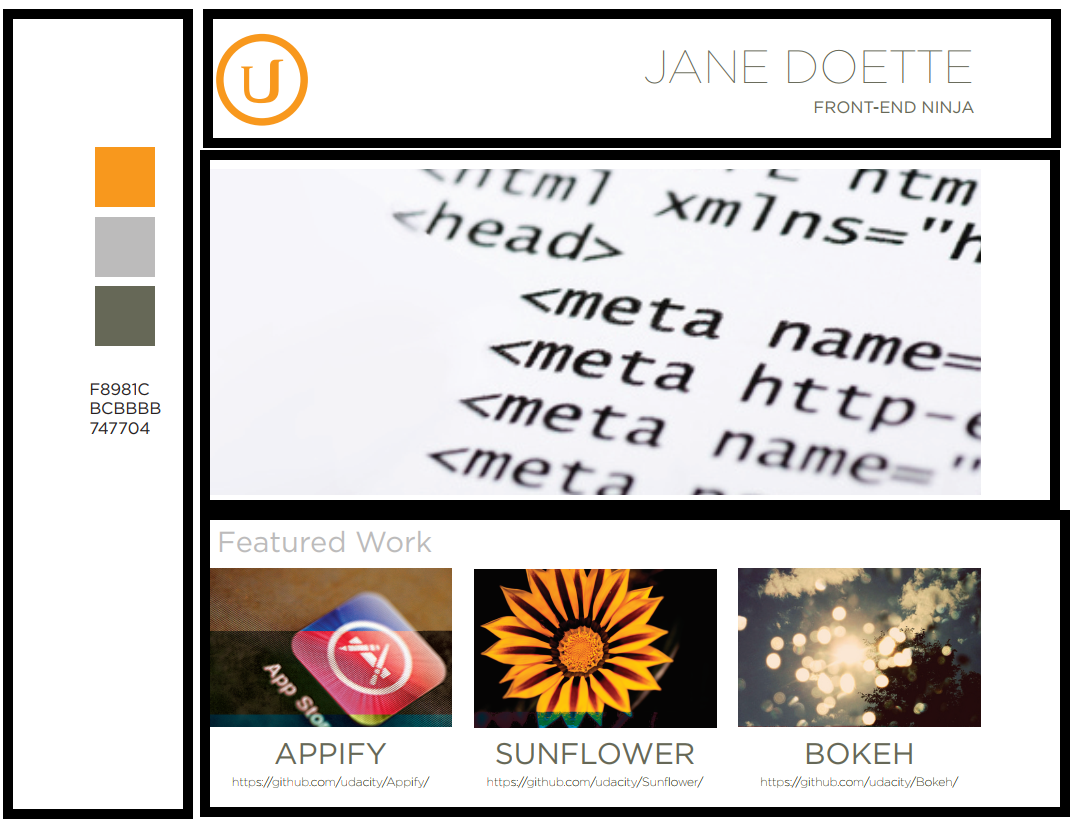 U
JANE DOETTE
FRONT-END NINJA
F8981C
BCBBBB
747704
<html
htm
xmlns="h
<head>
<meta name=
<meta http-e
<meta name="
<meta
Featured Work
App Stor
APPIFY
SUNFLOWER
BOKEH
https://github.com/udacity/Appify/
https://github.com/udacity/Sunflower/
https://github.com/udacity/Bokeh/